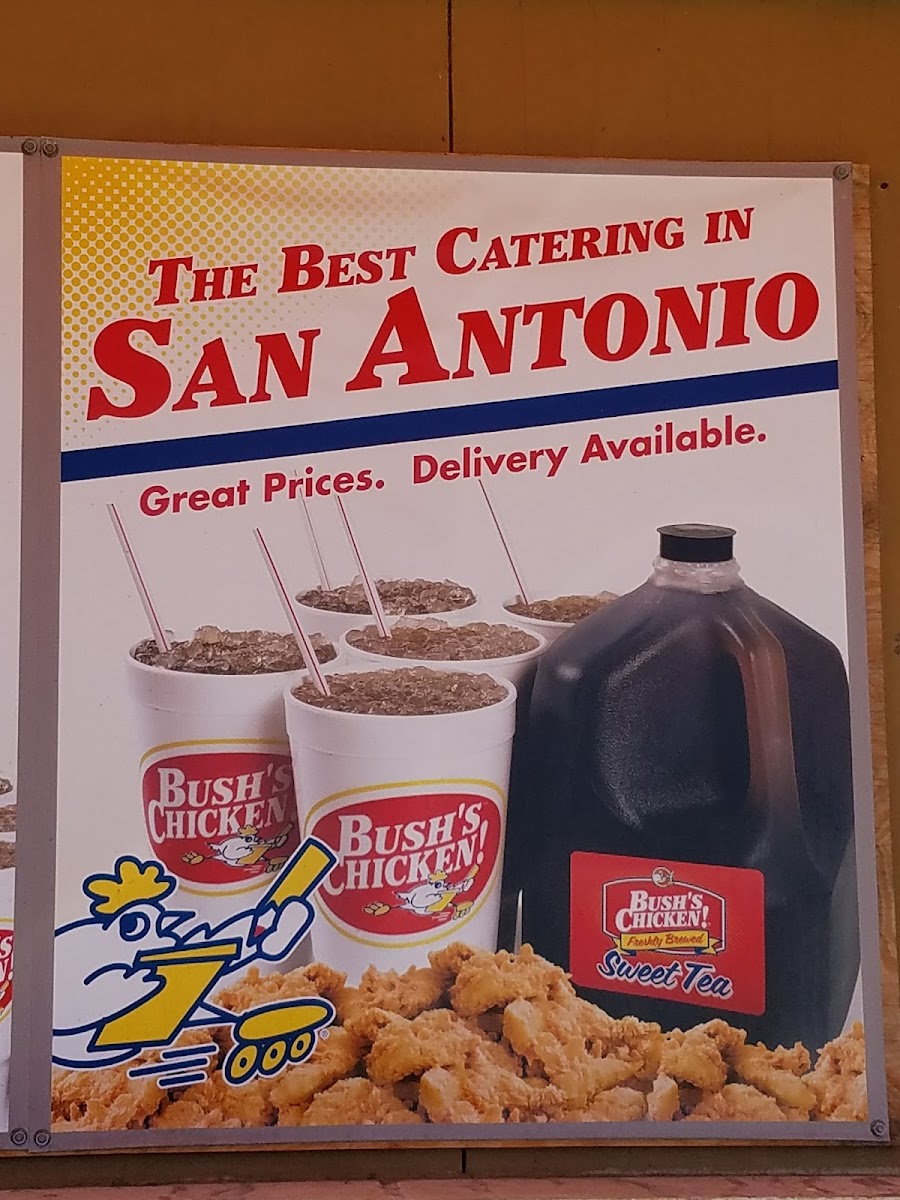 The Best Catering in
San Antonio
Great Prices. Delivery Available.
Bush's
Chicken
Bush's
Chicken!
Bush's
Chicken!
Freshly Brewed
Sweet Tea
®